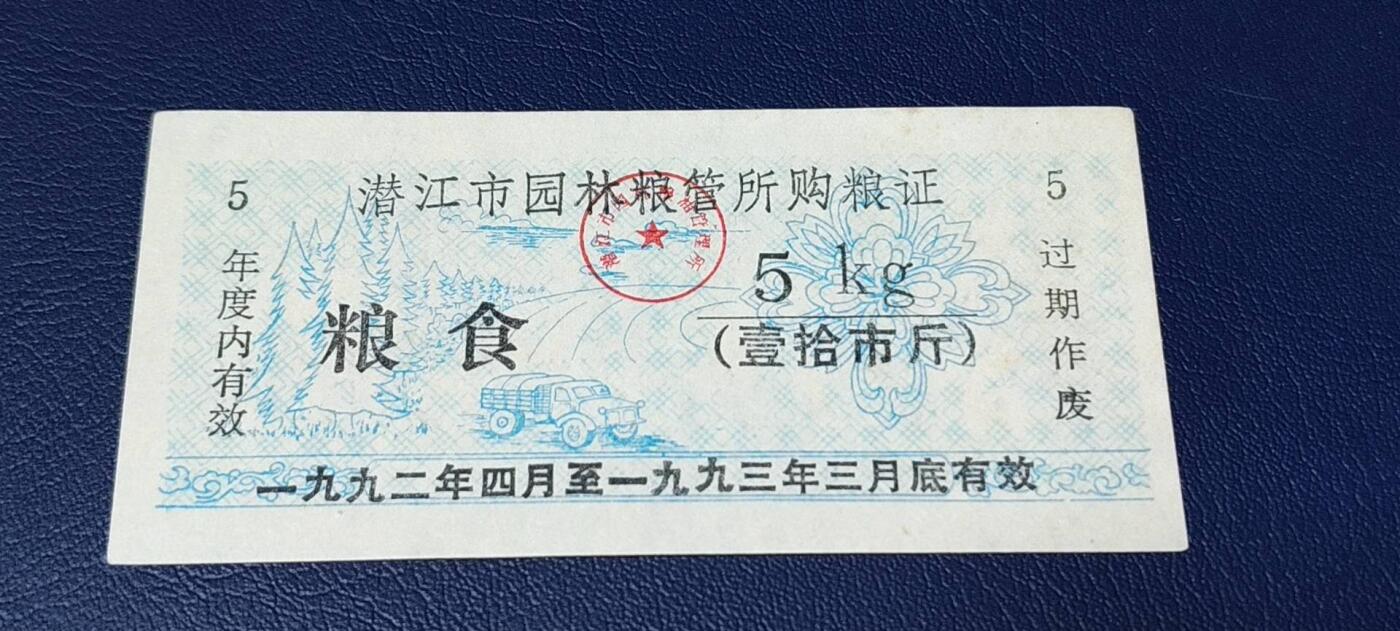 潜江市园林粮管所购粮证
5
年度内有效
粮食
5 kg
(壹拾市斤)
5
过期作废
一九九二年四月至一九九三年三月底有效